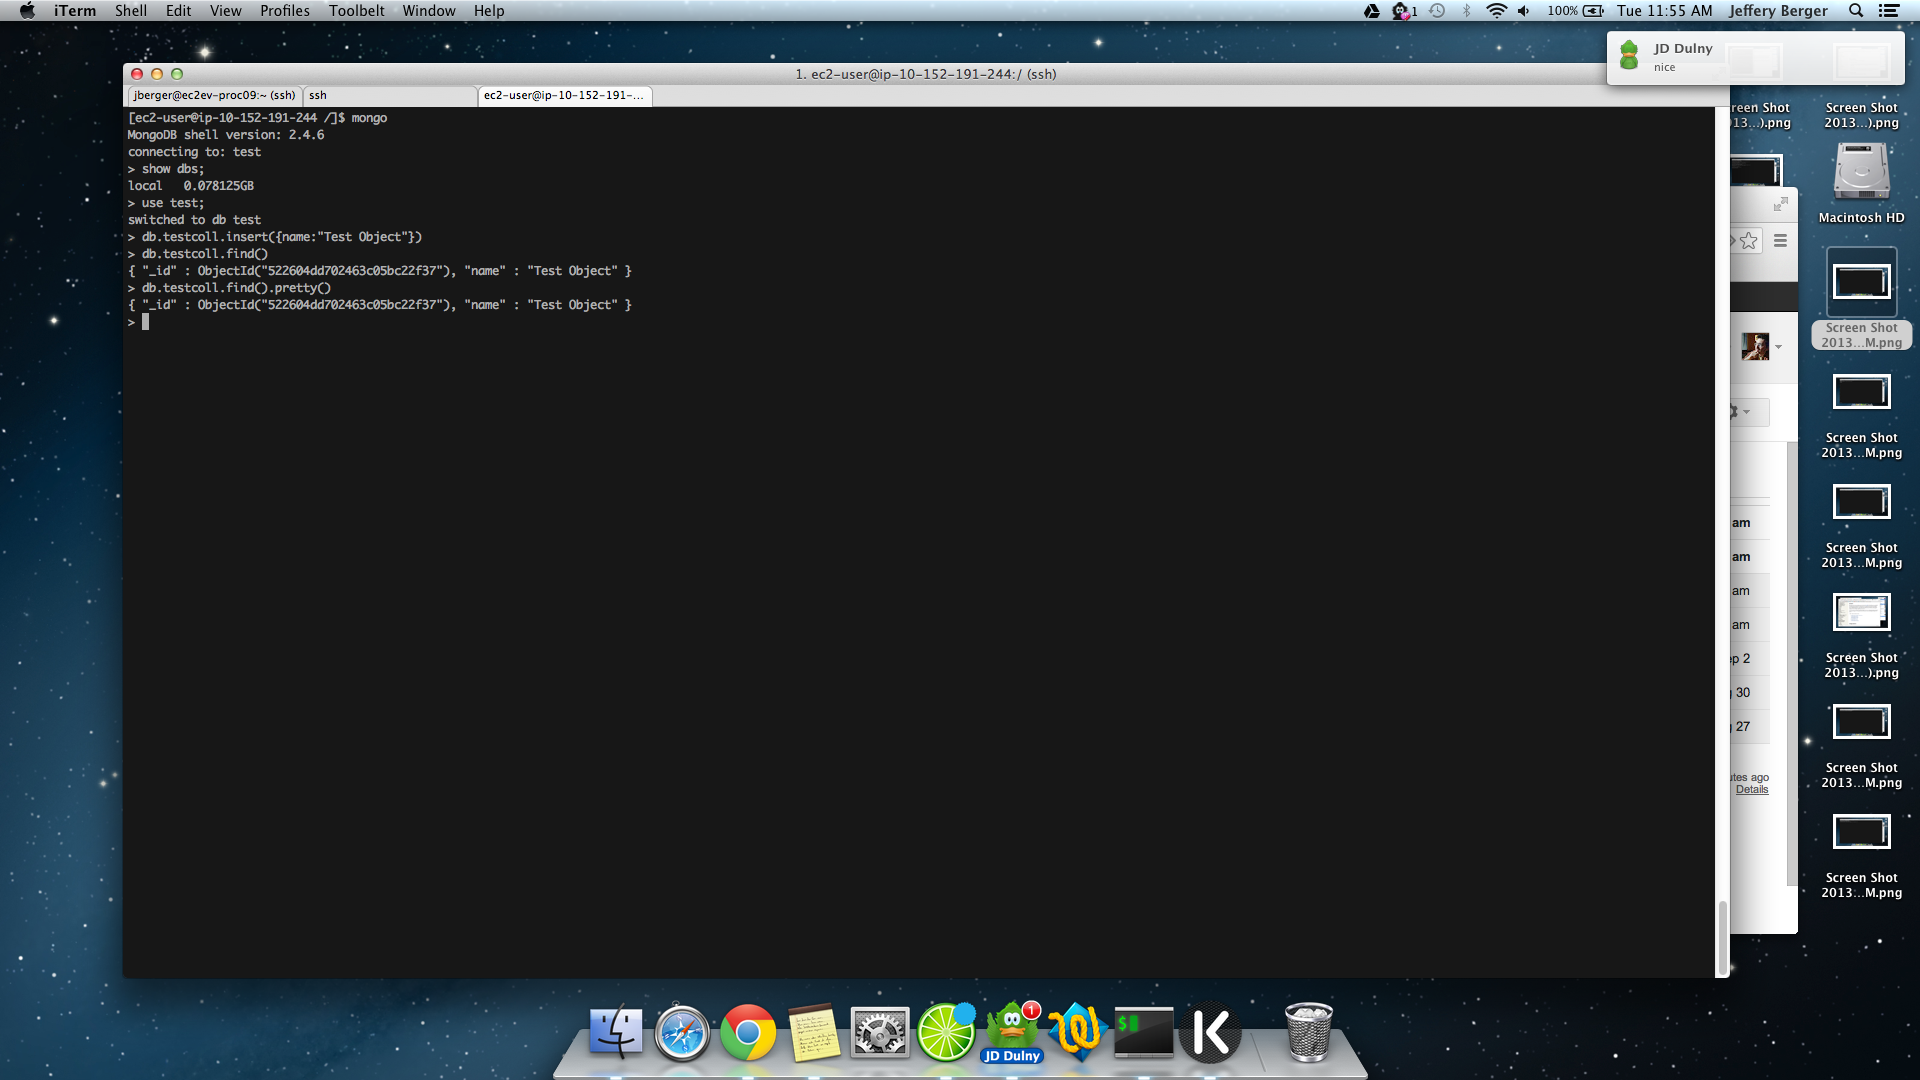 iTerm Shell Edit View Profiles Toolbelt Window Help
1 100% Tue 11:55 AM Jeffery Berger
JD Dulny
nice
1. ec2-user@ip-10-152-191-244:/ (ssh)
jberger@ec2ev-proc09:~ (ssh) ssh ec2-user@ip-10-152-191-...
[ec2-user@ip-10-152-191-244 /]$ mongo
MongoDB shell version: 2.4.6
connecting to: test
> show dbs;
local 0.078125GB
> use test;
switched to db test
> db.testcoll.insert({name:"Test Object"})
> db.testcoll.find()
{ "_id" : ObjectId("522604dd702463c05bc22f37"), "name" : "Test Object" }
> db.testcoll.find().pretty()
{ "_id" : ObjectId("522604dd702463c05bc22f37"), "name" : "Test Object" }
>
reen Shot
13...).png
am
am
am
am
ep 2
30
27
utes ago
Details
Screen Shot
2013...).png
Macintosh HD
Screen Shot
2013...M.png
Screen Shot
2013...M.png
Screen Shot
2013...M.png
Screen Shot
2013...).png
Screen Shot
2013...M.png
Screen Shot
2013...M.png
1
JD Dulny
$
K